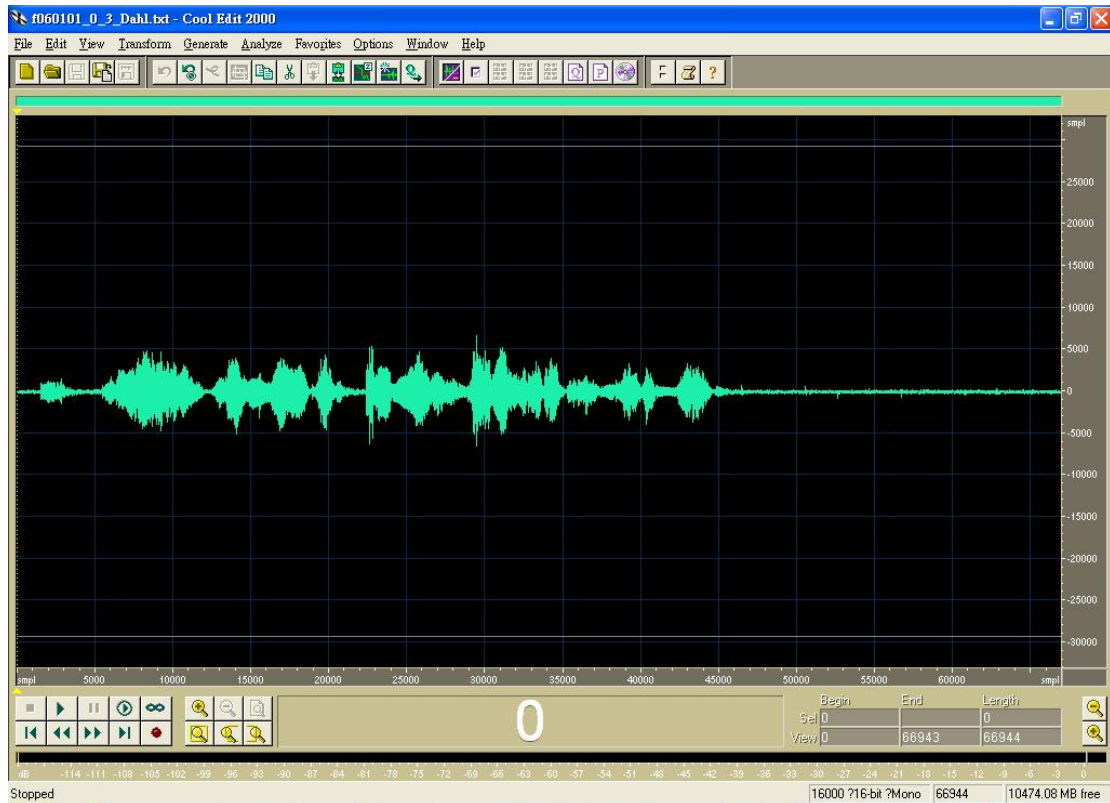 f060101_0_3_Dahl.txt - Cool Edit 2000
File Edit View Transform Generate Analyze Favorites Options Window Help
Q P F ?
smpl
25000
20000
15000
10000
5000
0
-5000
-10000
-15000
-20000
-25000
-30000
smpl 5000 10000 15000 20000 25000 30000 35000 40000 45000 50000 55000 60000 smpl
0
Begin End Length
Sel 0 0
View 0 66943 66944
dB -114 -111 -108 -105 -102 -99 -96 -93 -90 -87 -84 -81 -78 -75 -72 -69 -66 -63 -60 -57 -54 -51 -48 -45 -42 -39 -36 -33 -30 -27 -24 -21 -18 -15 -12 -9 -6 -3 0
Stopped 16000 ?16-bit ?Mono 66944 10474.08 MB free